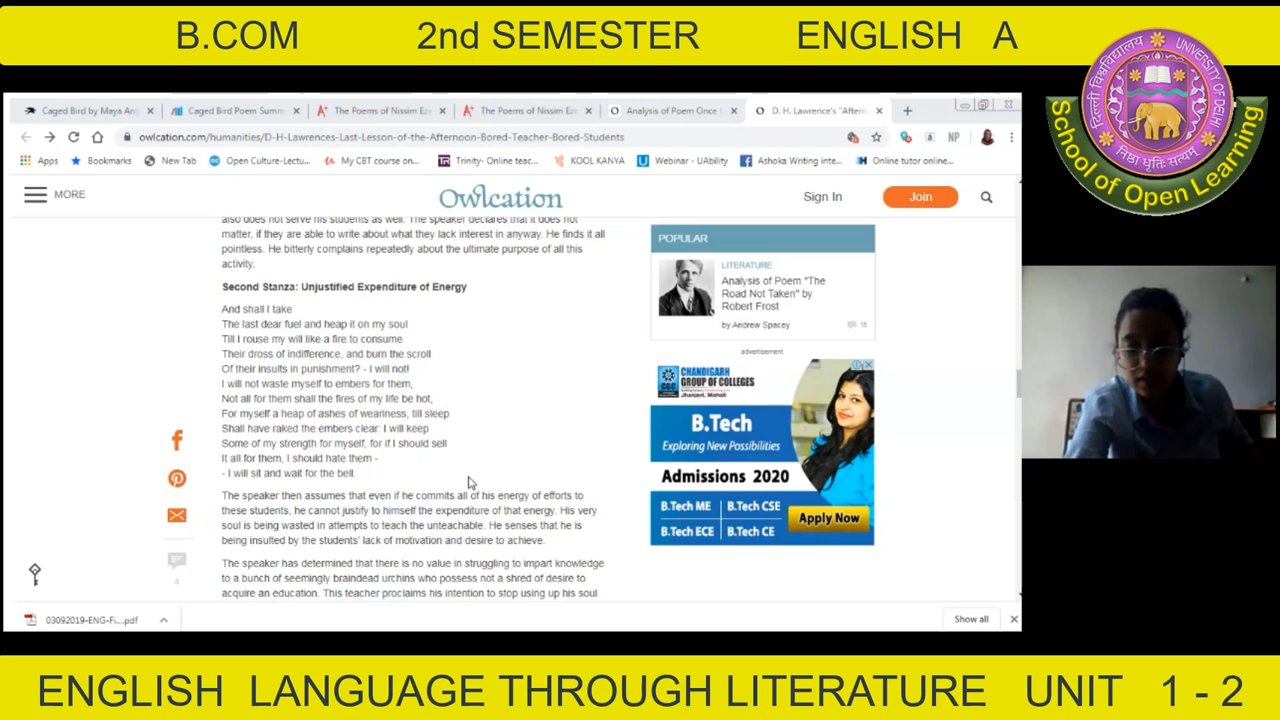 B.COM 2nd SEMESTER ENGLISH A
दिल्ली विश्वविद्यालय UNIVERSITY OF DELHI
निष्ठा धृतिः सत्यम्
School of Open Learning
Caged Bird by Maya An
Caged Bird Poem Summ
The Poems of Nissim Eze
The Poems of Nissim Eze
Analysis of Poem Once U
D. H. Lawrence's "Aftern
owlcation.com/humanities/D-H-Lawrences-Last-Lesson-of-the-Afternoon-Bored-Teacher-Bored-Students
NP
Apps Bookmarks New Tab Open Culture-Lectu... My CBT course on... Trinity- Online teac... KOOL KANYA Webinar - UAbility Ashoka Writing inte... Online tutor online...
MORE Owlcation Sign In Join
also does not serve his students as well. The speaker declares that it does not
matter, if they are able to write about what they lack interest in anyway. He finds it all
pointless. He bitterly complains repeatedly about the ultimate purpose of all this
activity.
Second Stanza: Unjustified Expenditure of Energy
And shall I take
The last dear fuel and heap it on my soul
Till I rouse my will like a fire to consume
Their dross of indifference, and burn the scroll
Of their insults in punishment? - I will not!
I will not waste myself to embers for them,
Not all for them shall the fires of my life be hot,
For myself a heap of ashes of weariness, till sleep
Shall have raked the embers clear: I will keep
Some of my strength for myself, for if I should sell
It all for them, I should hate them -
- I will sit and wait for the bell.
The speaker then assumes that even if he commits all of his energy of efforts to
these students, he cannot justify to himself the expenditure of that energy. His very
soul is being wasted in attempts to teach the unteachable. He senses that he is
being insulted by the students' lack of motivation and desire to achieve.
The speaker has determined that there is no value in struggling to impart knowledge
to a bunch of seemingly braindead urchins who possess not a shred of desire to
acquire an education. This teacher proclaims his intention to stop using up his soul
4
POPULAR
LITERATURE
Analysis of Poem "The
Road Not Taken" by
Robert Frost
by Andrew Spacey 15
advertisement
CGC CHANDIGARH
GROUP OF COLLEGES
Jhanjeri, Mohali
B.Tech
Exploring New Possibilities
Admissions 2020
B.Tech ME B.Tech CSE
B.Tech ECE B.Tech CE
Apply Now
03092019-ENG-Fi....pdf
Show all
ENGLISH LANGUAGE THROUGH LITERATURE UNIT 1 - 2